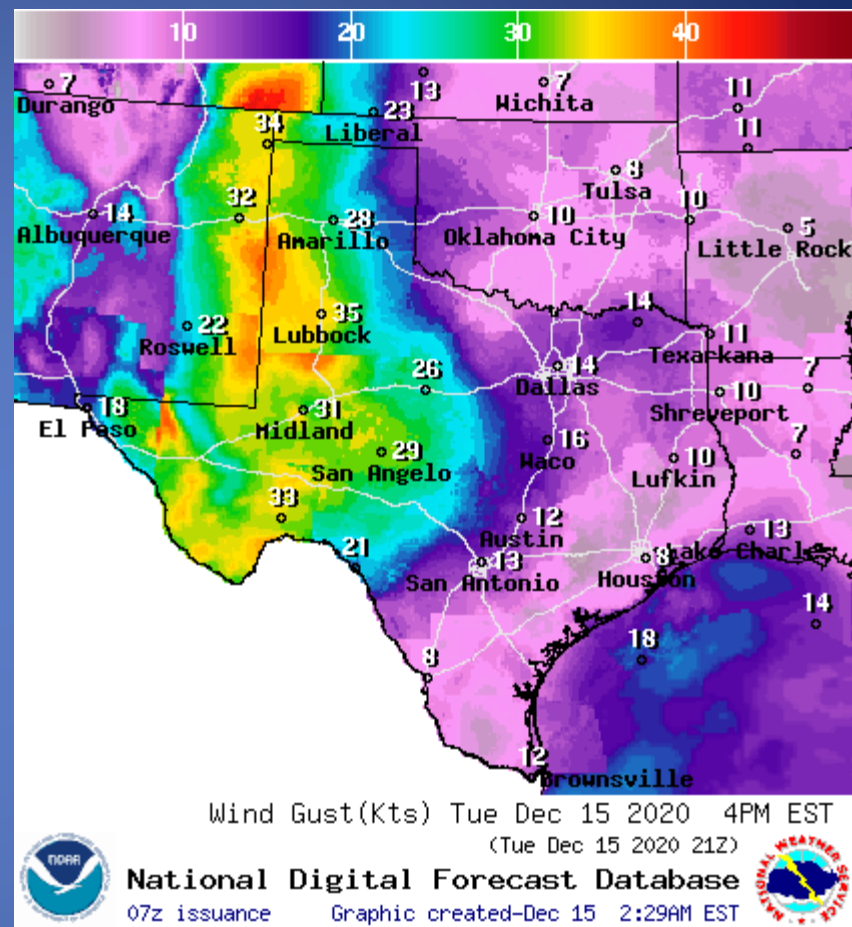 10 20 30 40
7 13 7 11
Durango Wichita
23
Liberal
34 11
8
Tulsa
14 32 28 10 10 5
Albuquerque Amarillo Oklahoma City Little Rock
22 35 14
Roswell Lubbock Texarkana 11
26 14 7
Dallas
18 31 10
El Paso Midland Shreveport
29 16 10 7
San Angelo Waco Lufkin
33 12 13
Austin
21 13 8 Lake Charl
San Antonio Houston
14
18
8
12
Brownsville
Wind Gust(Kts) Tue Dec 15 2020 4PM EST
(Tue Dec 15 2020 21Z)
National Digital Forecast Database
07z issuance Graphic created-Dec 15 2:29AM EST
NOAA
NATIONAL WEATHER SERVICE